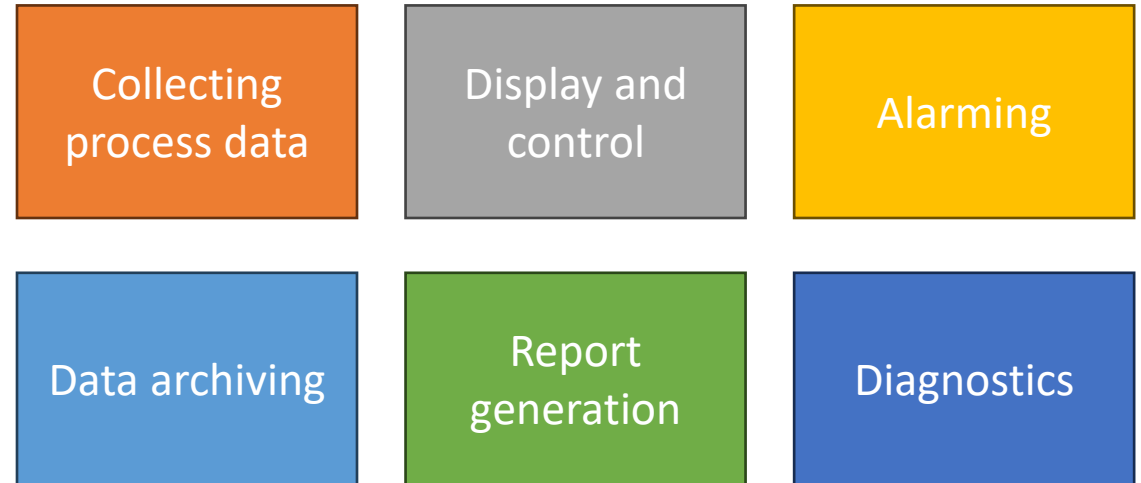 Collecting
process data
Display and
control
Alarming
Data archiving
Report
generation
Diagnostics